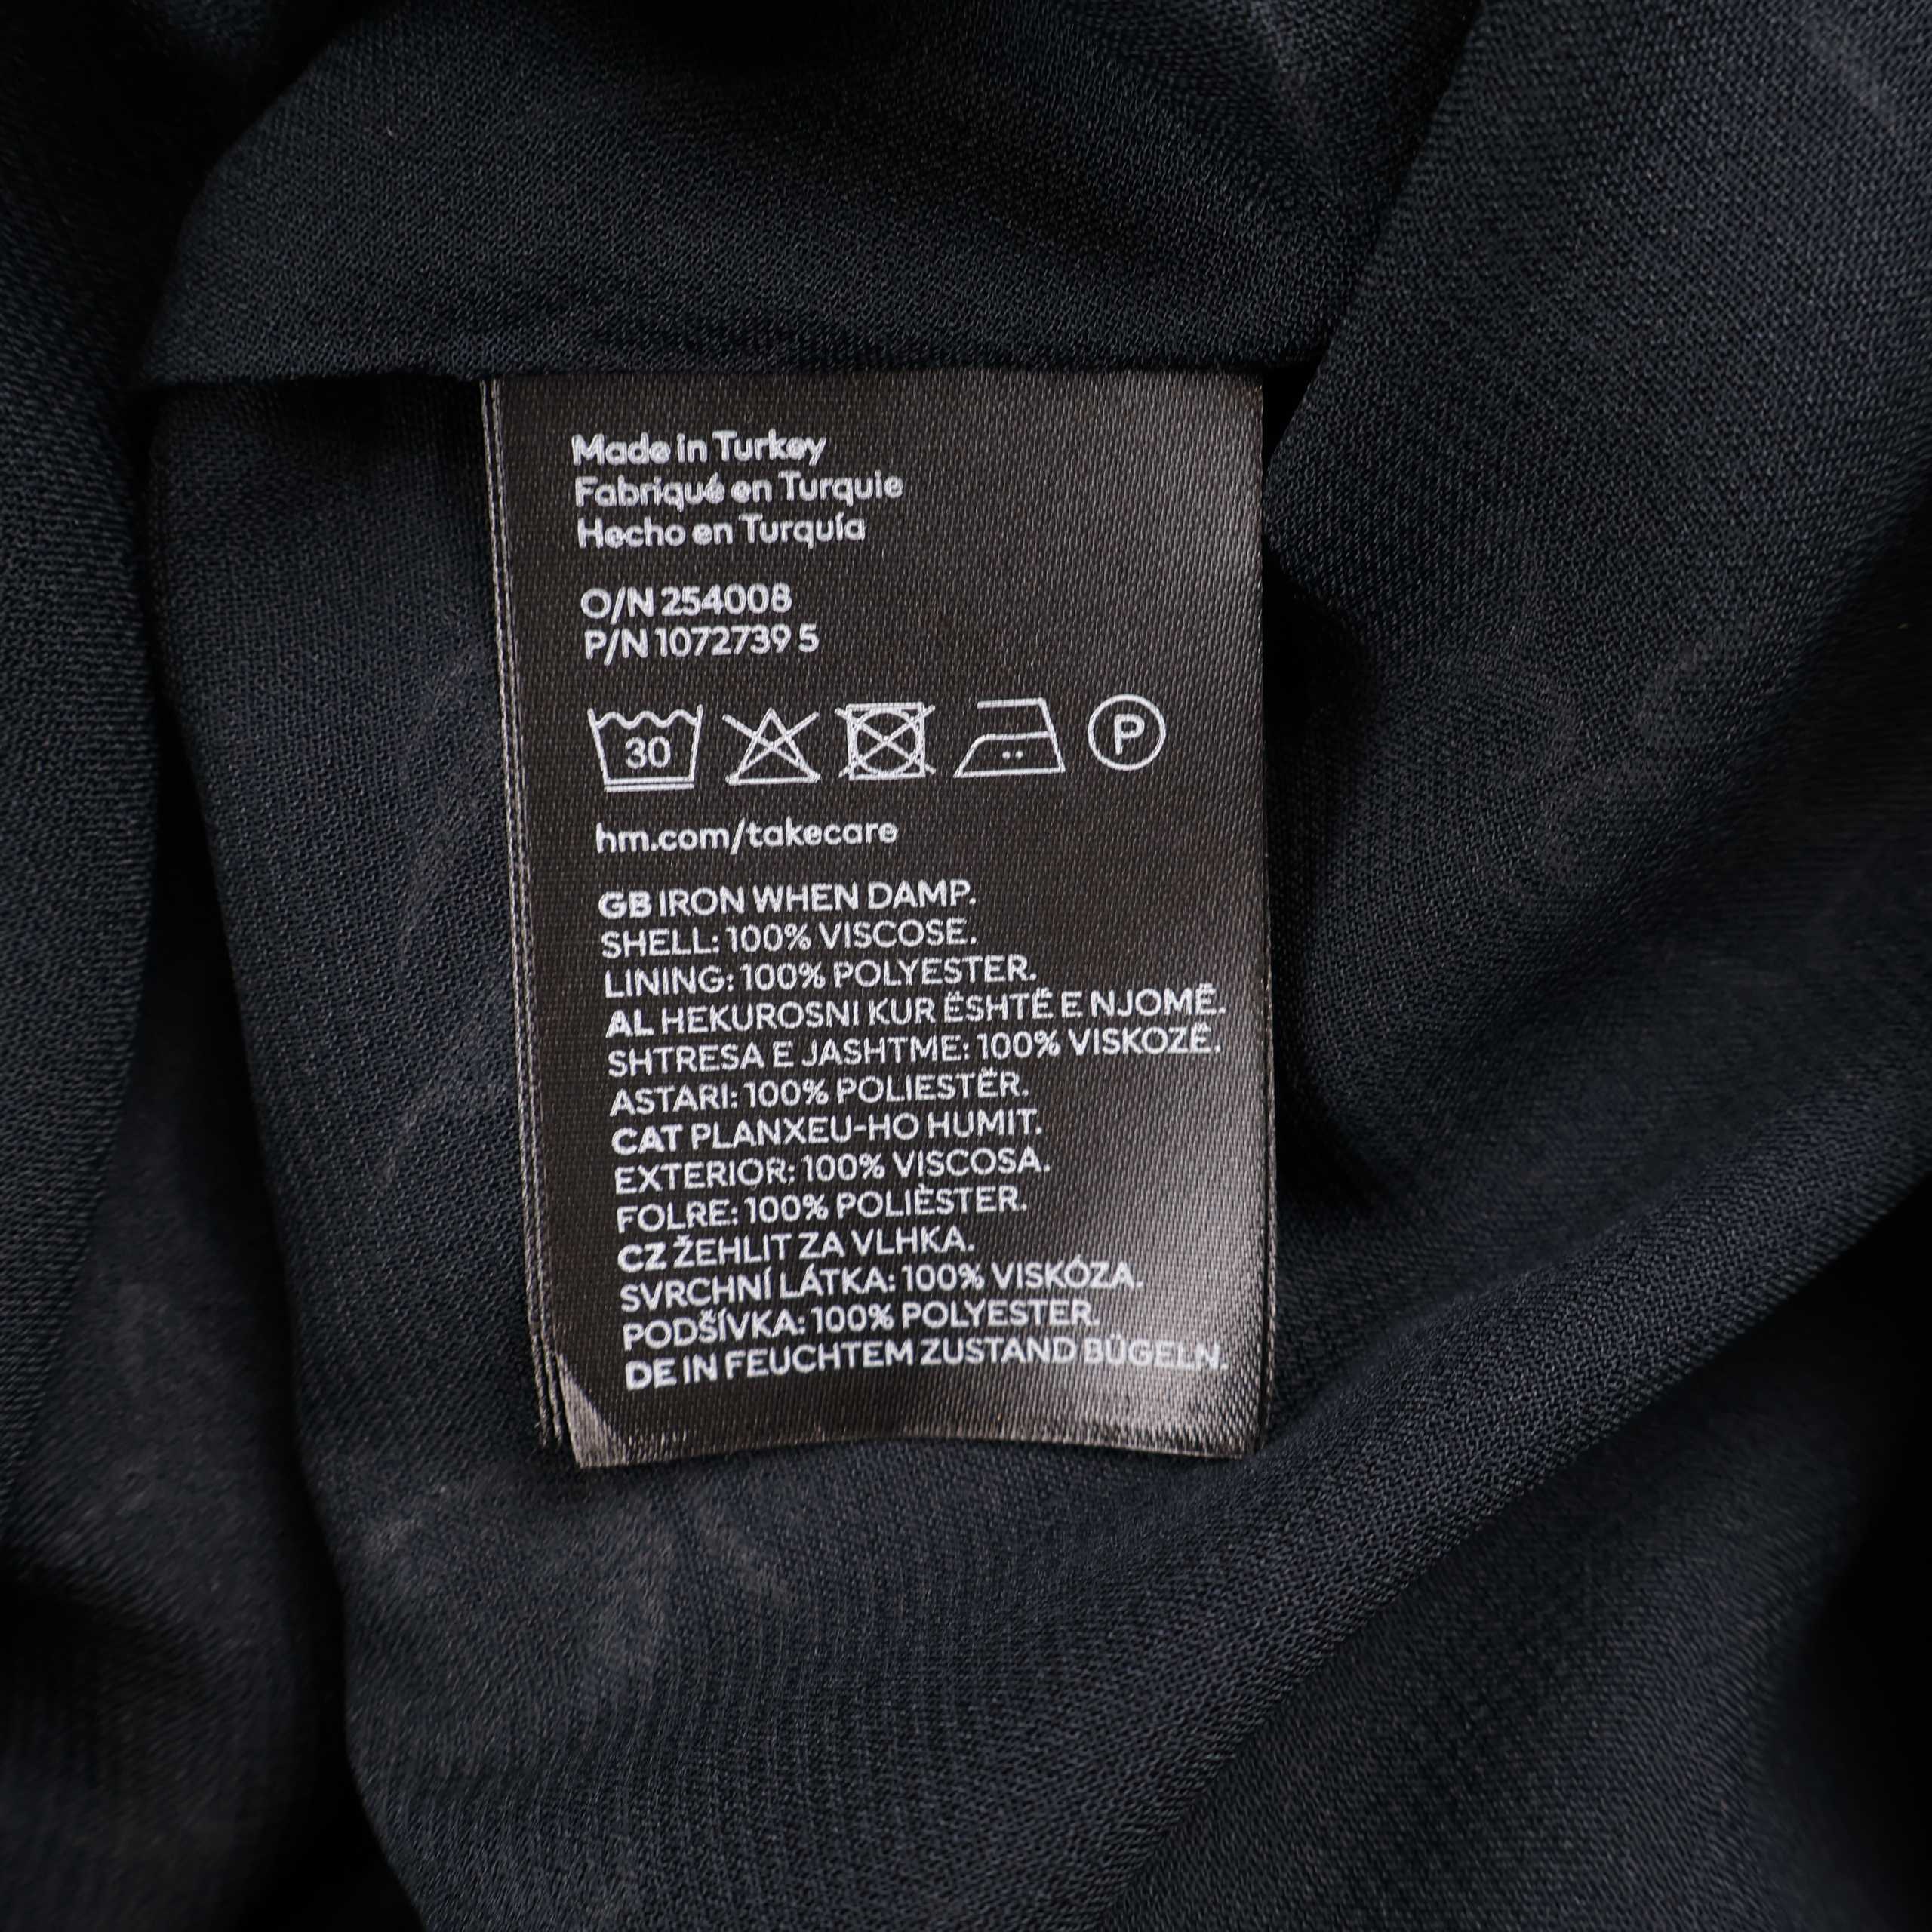 Made in Turkey
Fabriqué en Turquie
Hecho en Turquía
O/N 254008
P/N 1072739 5
30 P
hm.com/takecare
GB IRON WHEN DAMP.
SHELL: 100% VISCOSE.
LINING: 100% POLYESTER.
AL HEKUROSNI KUR ËSHTË E NJOMË.
SHTRESA E JASHTME: 100% VISKOZË.
ASTARI: 100% POLIESTËR.
CAT PLANXEU-HO HUMIT.
EXTERIOR: 100% VISCOSA.
FOLRE: 100% POLIÈSTER.
CZ ŽEHLIT ZA VLHKA.
SVRCHNÍ LÁTKA: 100% VISKÓZA.
PODŠÍVKA: 100% POLYESTER.
DE IN FEUCHTEM ZUSTAND BÜGELN.